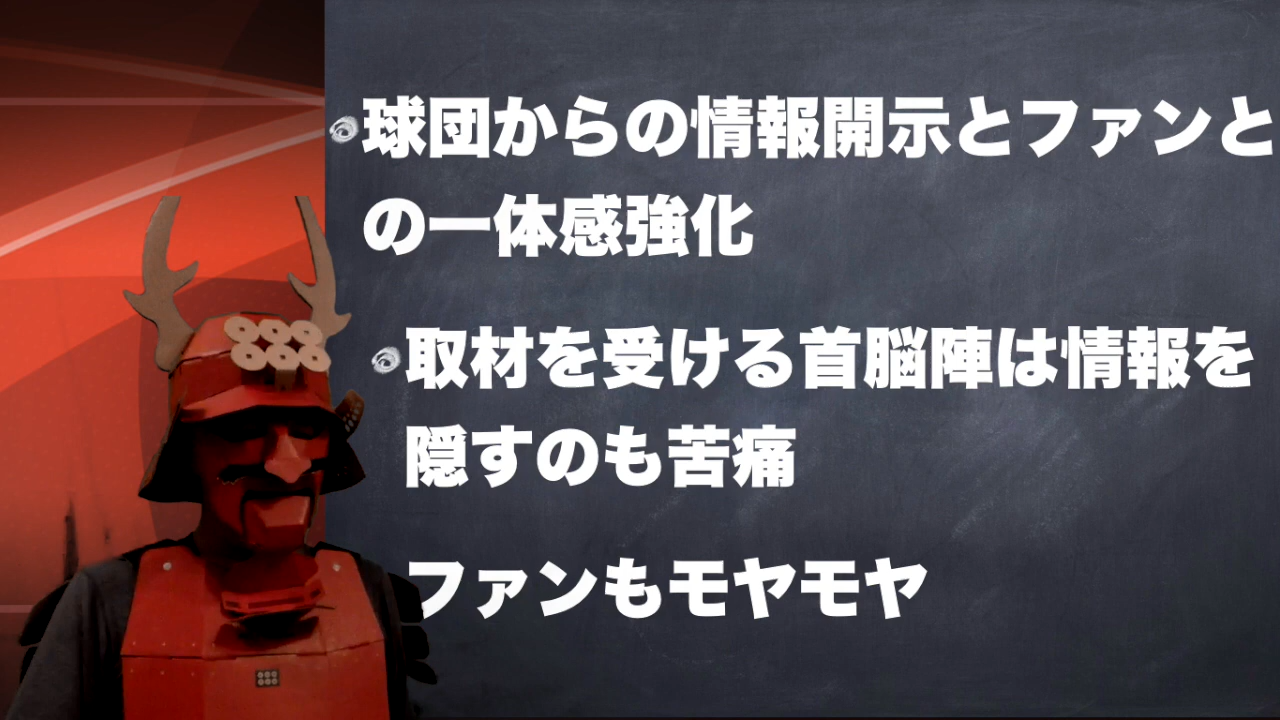 球団からの情報開示とファンと
の一体感強化
取材を受ける首脳陣は情報を
隠すのも苦痛
ファンもモヤモヤ